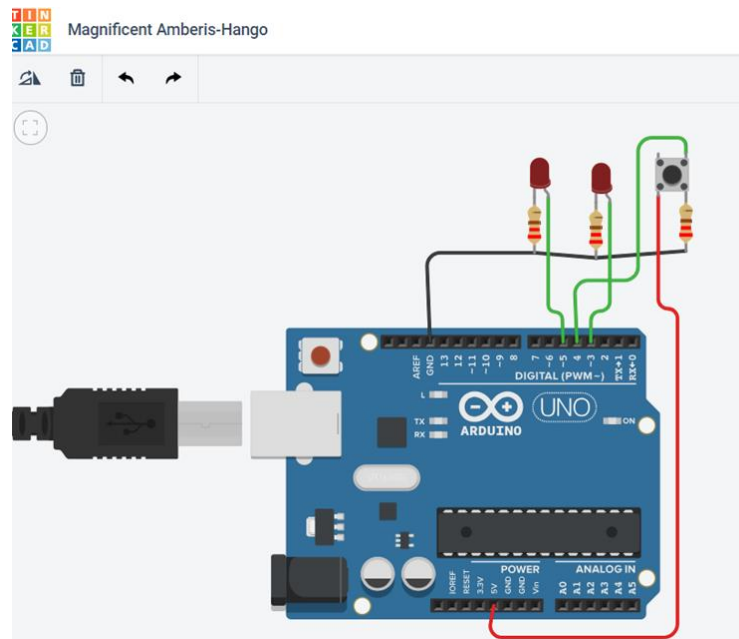 TIN
KER
CAD
Magnificent Amberis-Hango
AREF
GND
13
12
~11
~10
~9
8
7
~6
~5
4
~3
2
TX→1
RX←0
DIGITAL (PWM~)
L
TX
RX
ARDUINO
UNO
ON
POWER
ANALOG IN
IOREF
RESET
3.3V
5V
GND
GND
Vin
A0
A1
A2
A3
A4
A5